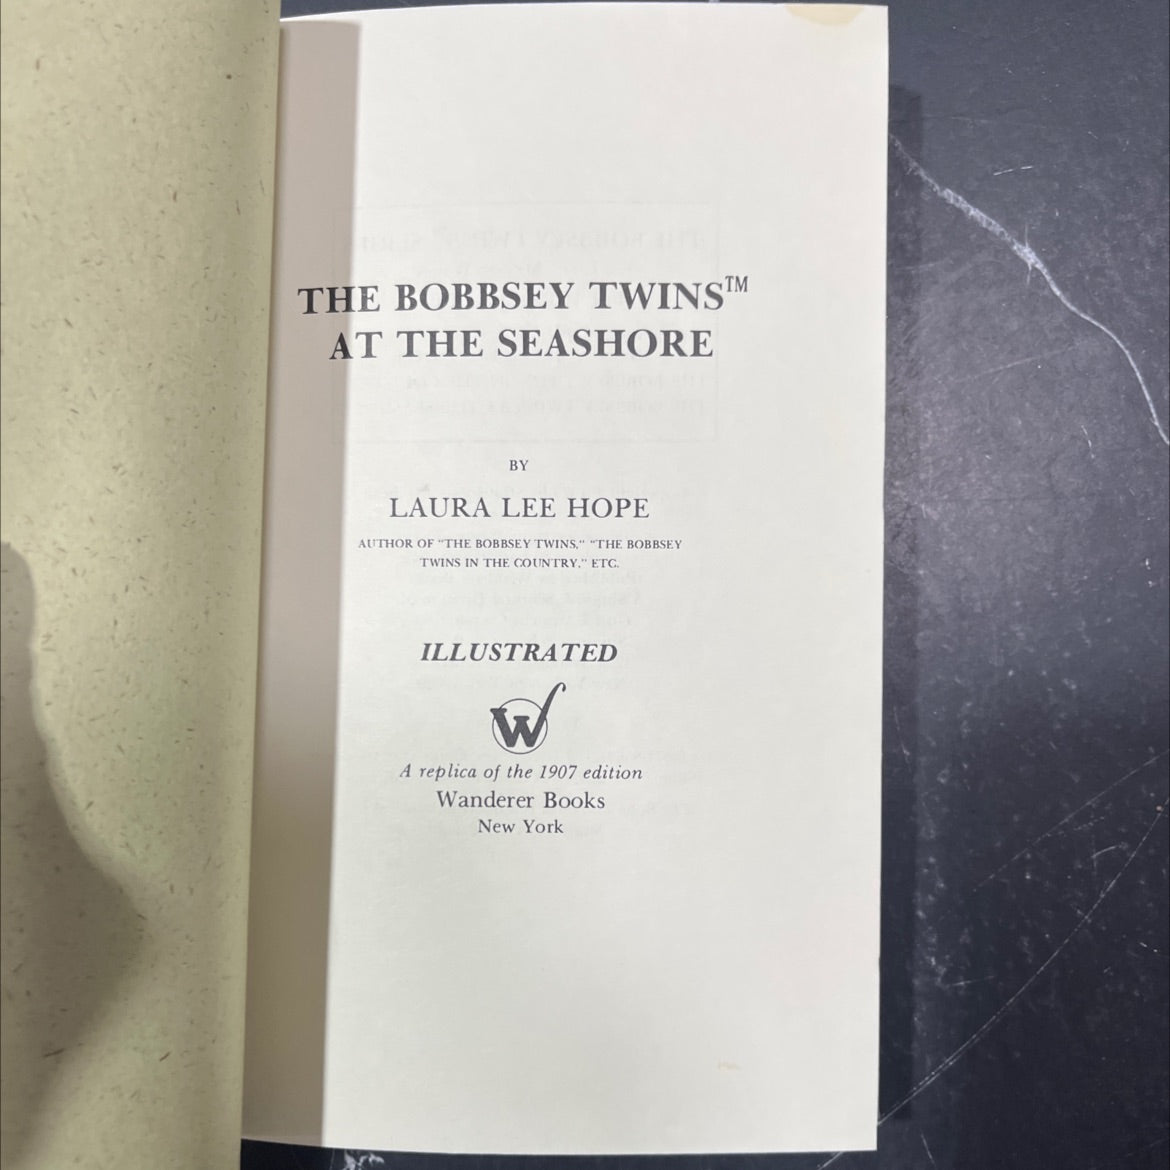 THE BOBBSEY TWINS™
AT THE SEASHORE
BY
LAURA LEE HOPE
AUTHOR OF "THE BOBBSEY TWINS," "THE BOBBSEY
TWINS IN THE COUNTRY," ETC.
ILLUSTRATED
W
A replica of the 1907 edition
Wanderer Books
New York